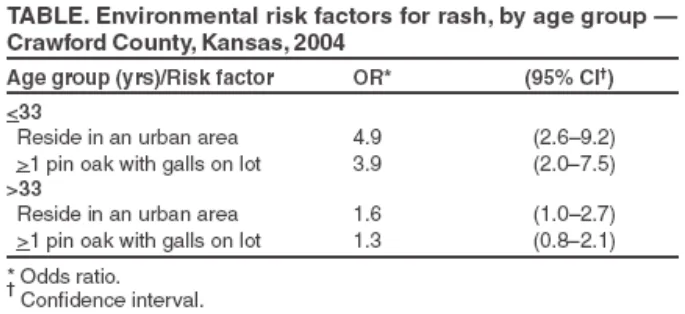 TABLE. Environmental risk factors for rash, by age group —
Crawford County, Kansas, 2004
Age group (yrs)/Risk factor OR* (95% CI†)
≤33
Reside in an urban area 4.9 (2.6–9.2)
≥1 pin oak with galls on lot 3.9 (2.0–7.5)
>33
Reside in an urban area 1.6 (1.0–2.7)
≥1 pin oak with galls on lot 1.3 (0.8–2.1)
* Odds ratio.
† Confidence interval.